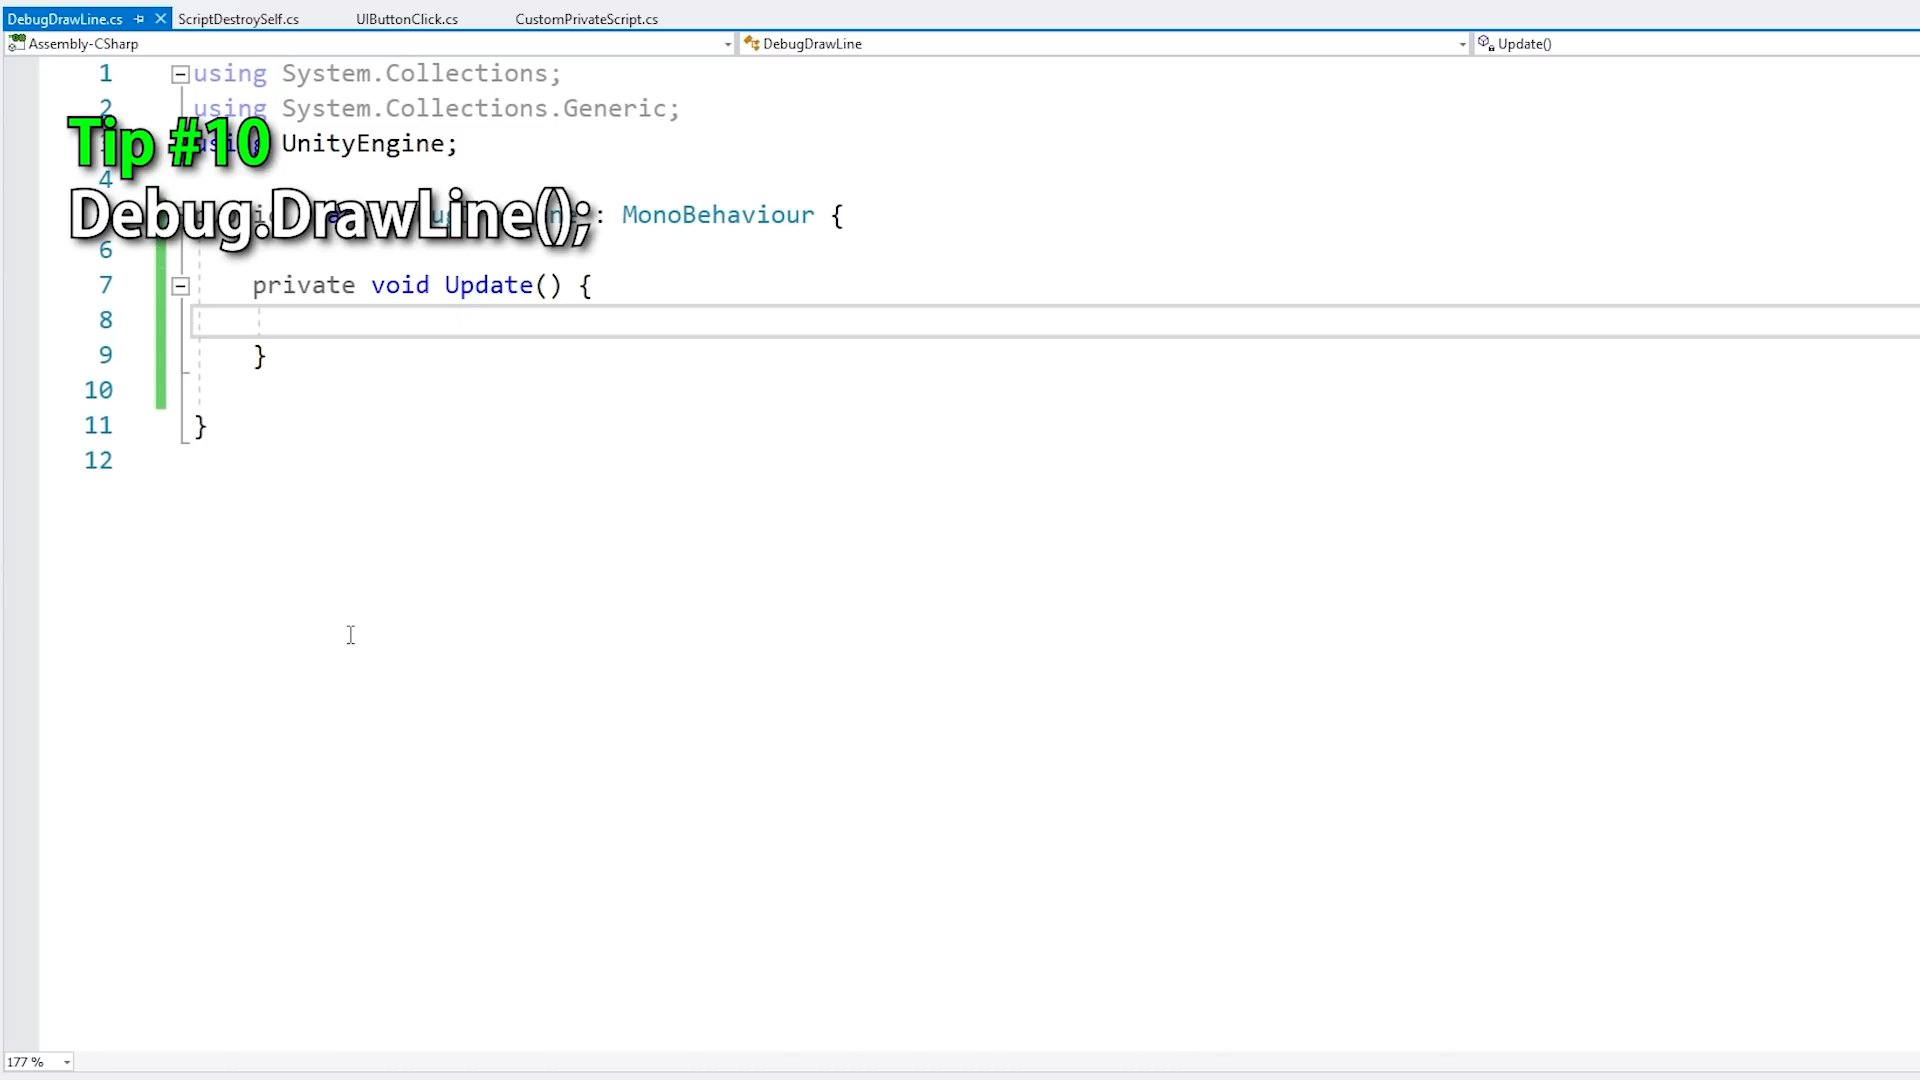 DebugDrawLine.cs ScriptDestroySelf.cs UIButtonClick.cs CustomPrivateScript.cs
Assembly-CSharp DebugDrawLine Update()
1 using System.Collections;
2 using System.Collections.Generic;
Tip #10
UnityEngine;
4
Debug.DrawLine();
: MonoBehaviour {
6
7 private void Update() {
8
9 }
10
11 }
12
177 %